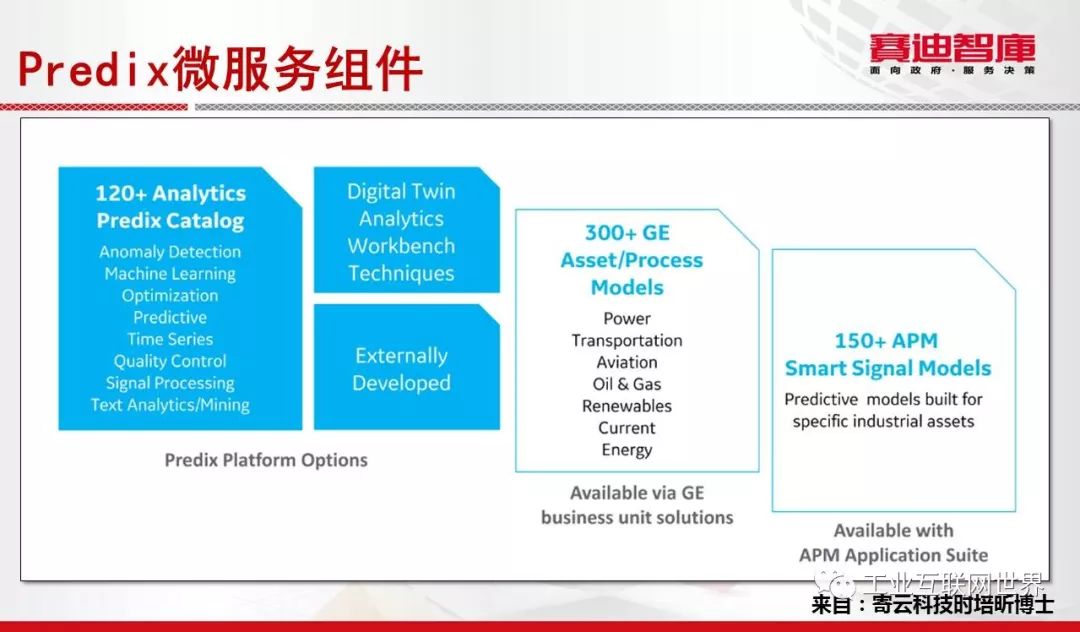 Predix微服务组件
赛迪智庫
面向政府·服务决策
120+ Analytics
Predix Catalog
Anomaly Detection
Machine Learning
Optimization
Predictive
Time Series
Quality Control
Signal Processing
Text Analytics/Mining
Digital Twin
Analytics
Workbench
Techniques
Externally
Developed
Predix Platform Options
300+ GE
Asset/Process
Models
Power
Transportation
Aviation
Oil & Gas
Renewables
Current
Energy
Available via GE
business unit solutions
150+ APM
Smart Signal Models
Predictive models built for
specific industrial assets
Available with
APM Application Suite
工业互联网世界
来自：寄云科技时培昕博士